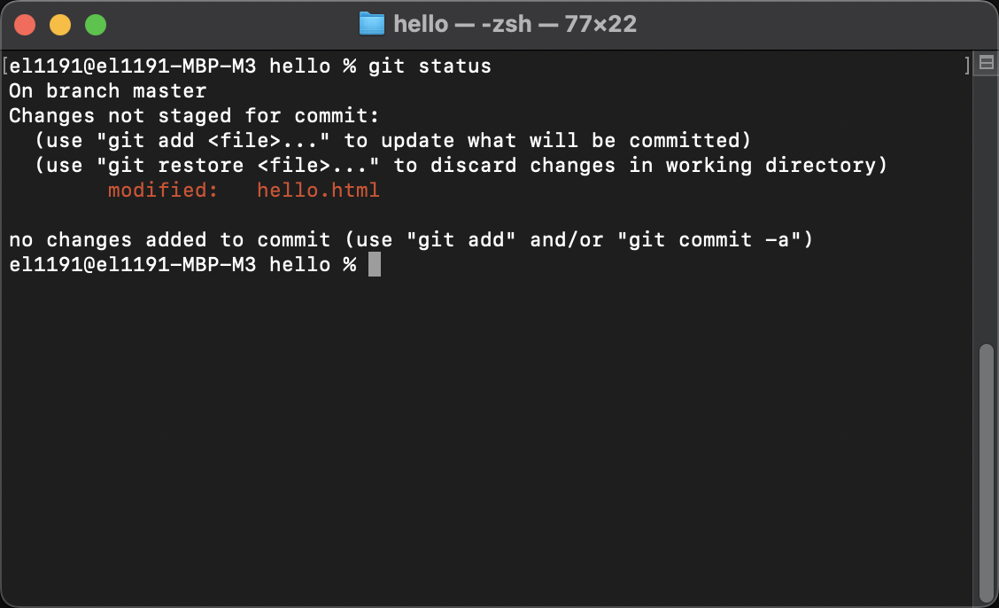 hello — -zsh — 77×22
[el1191@el1191-MBP-M3 hello % git status ]
On branch master
Changes not staged for commit:
  (use "git add <file>..." to update what will be committed)
  (use "git restore <file>..." to discard changes in working directory)
        modified:   hello.html

no changes added to commit (use "git add" and/or "git commit -a")
el1191@el1191-MBP-M3 hello %